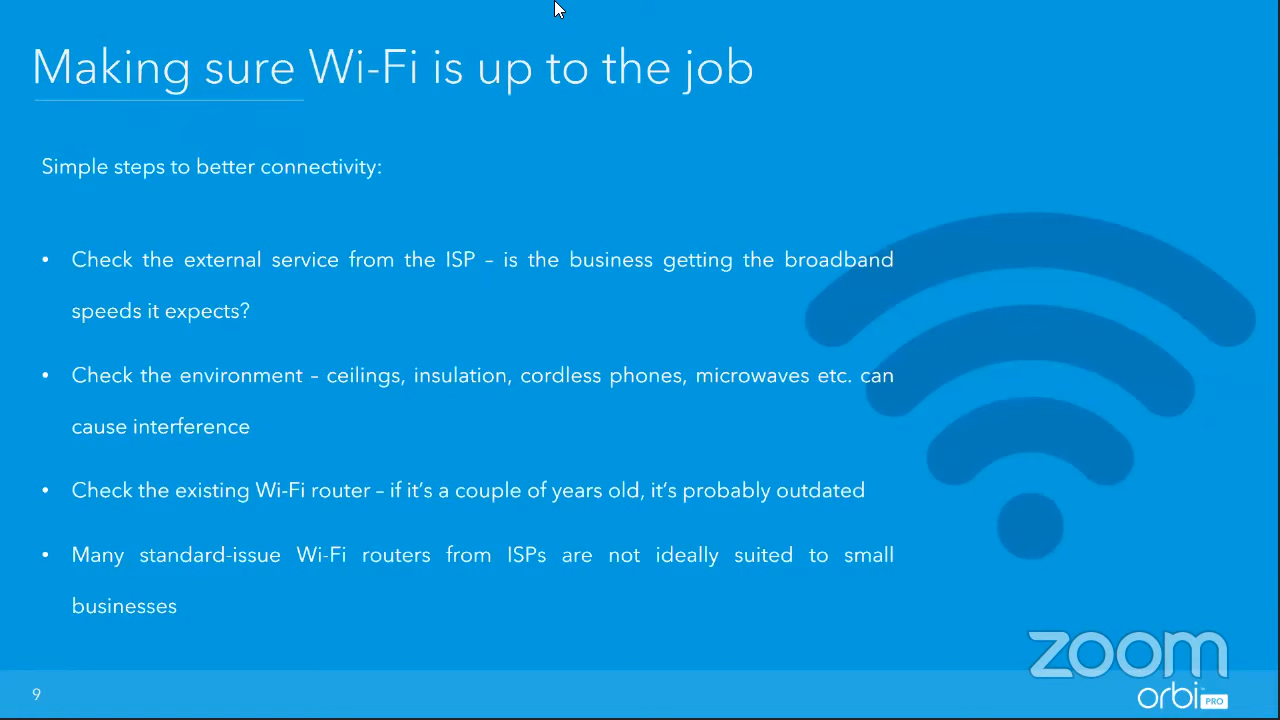 Making sure Wi-Fi is up to the job
Simple steps to better connectivity:
• Check the external service from the ISP – is the business getting the broadband
speeds it expects?
• Check the environment – ceilings, insulation, cordless phones, microwaves etc. can
cause interference
• Check the existing Wi-Fi router – if it's a couple of years old, it's probably outdated
• Many standard-issue Wi-Fi routers from ISPs are not ideally suited to small
businesses
zoom
9
orbi PRO